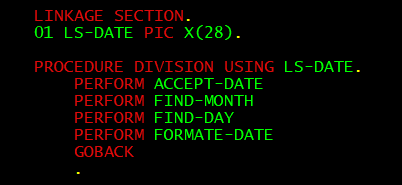 LINKAGE SECTION.
01 LS-DATE PIC X(28).
PROCEDURE DIVISION USING LS-DATE.
PERFORM ACCEPT-DATE
PERFORM FIND-MONTH
PERFORM FIND-DAY
PERFORM FORMATE-DATE
GOBACK
.